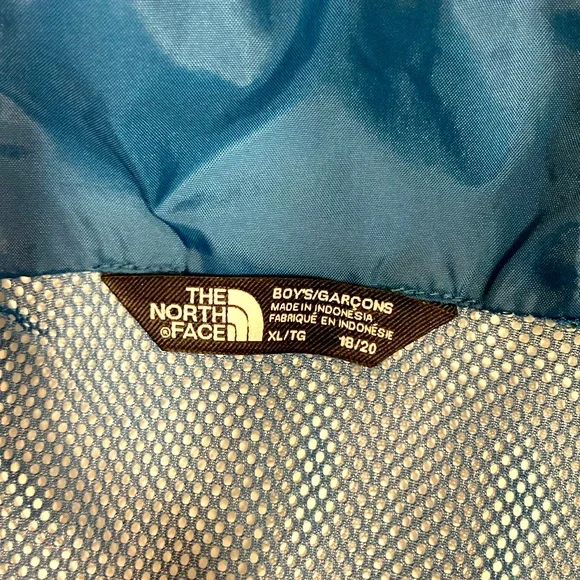 THE
NORTH
®FACE
BOY'S/GARÇONS
MADE IN INDONESIA
FABRIQUÉ EN INDONÉSIE
XL/TG 18/20